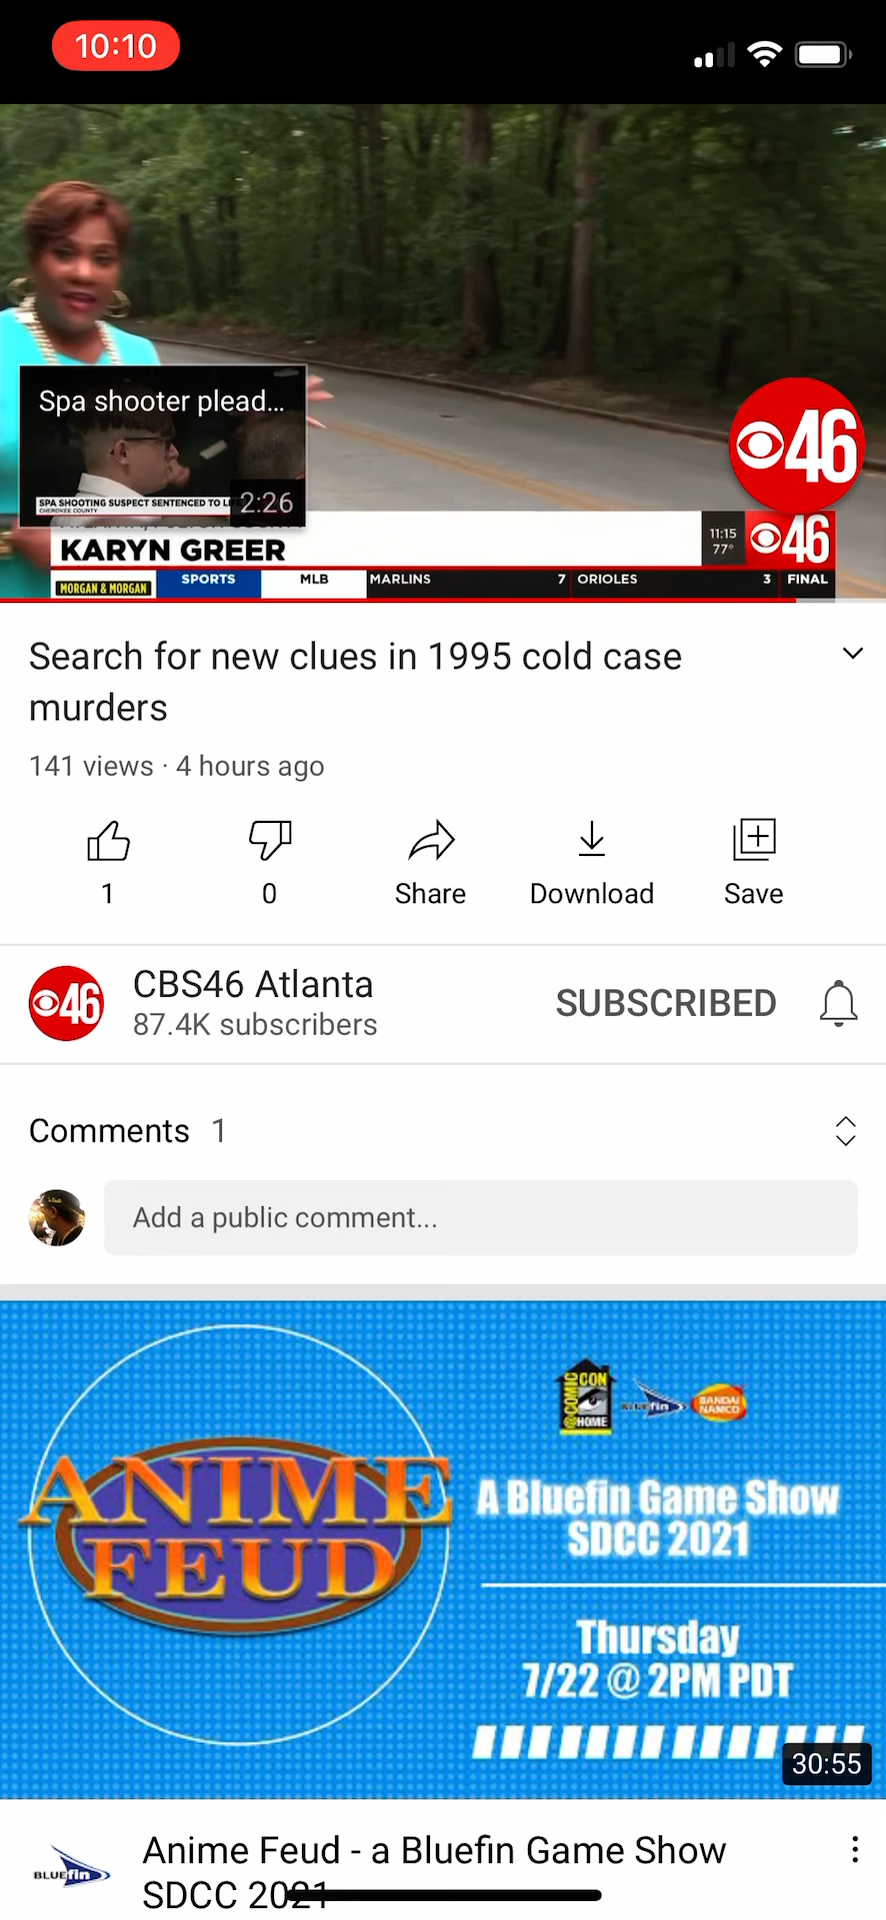 10:10
Spa shooter plead...
SPA SHOOTING SUSPECT SENTENCED TO LI
CHEROKEE COUNTY
2:26
46
KARYN GREER
11:15
77°
46
MORGAN & MORGAN
SPORTS
MLB
MARLINS 7
ORIOLES 3
FINAL
Search for new clues in 1995 cold case
murders
141 views · 4 hours ago
1
0
Share
Download
Save
46
CBS46 Atlanta
87.4K subscribers
SUBSCRIBED
Comments 1
Add a public comment...
COMIC CON
@HOME
BLUEfin
BANDAI
NAMCO
ANIME
FEUD
A Bluefin Game Show
SDCC 2021
Thursday
7/22 @ 2PM PDT
30:55
BLUEfin
Anime Feud - a Bluefin Game Show
SDCC 2021